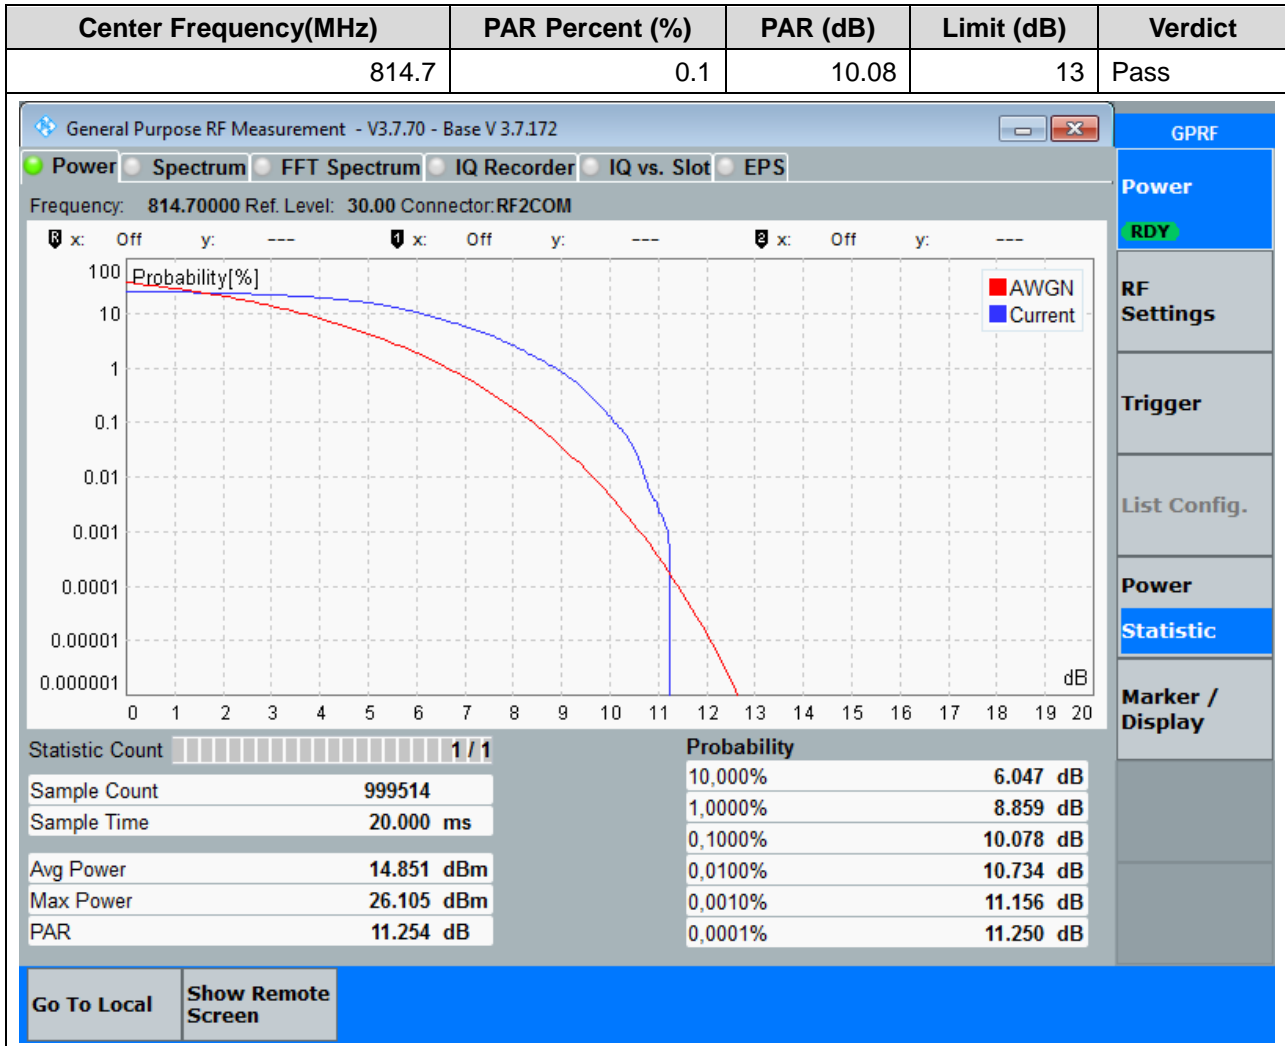 Center Frequency(MHz) PAR Percent (%) PAR (dB) Limit (dB) Verdict
814.7 0.1 10.08 13 Pass
General Purpose RF Measurement - V3.7.70 - Base V 3.7.172
GPRF
Power Spectrum FFT Spectrum IQ Recorder IQ vs. Slot EPS
Frequency: 814.70000 Ref. Level: 30.00 Connector:RF2COM
R x: Off y: --- 1 x: Off y: --- 2 x: Off y: ---
Probability[%]
100
10
1
0.1
0.01
0.001
0.0001
0.00001
0.000001
AWGN
Current
dB
0 1 2 3 4 5 6 7 8 9 10 11 12 13 14 15 16 17 18 19 20
Statistic Count 1 / 1
Sample Count 999514
Sample Time 20.000 ms
Avg Power 14.851 dBm
Max Power 26.105 dBm
PAR 11.254 dB
Probability
10,000% 6.047 dB
1,0000% 8.859 dB
0,1000% 10.078 dB
0,0100% 10.734 dB
0,0010% 11.156 dB
0,0001% 11.250 dB
Power
RDY
RF
Settings
Trigger
List Config.
Power
Statistic
Marker /
Display
Go To Local
Show Remote
Screen